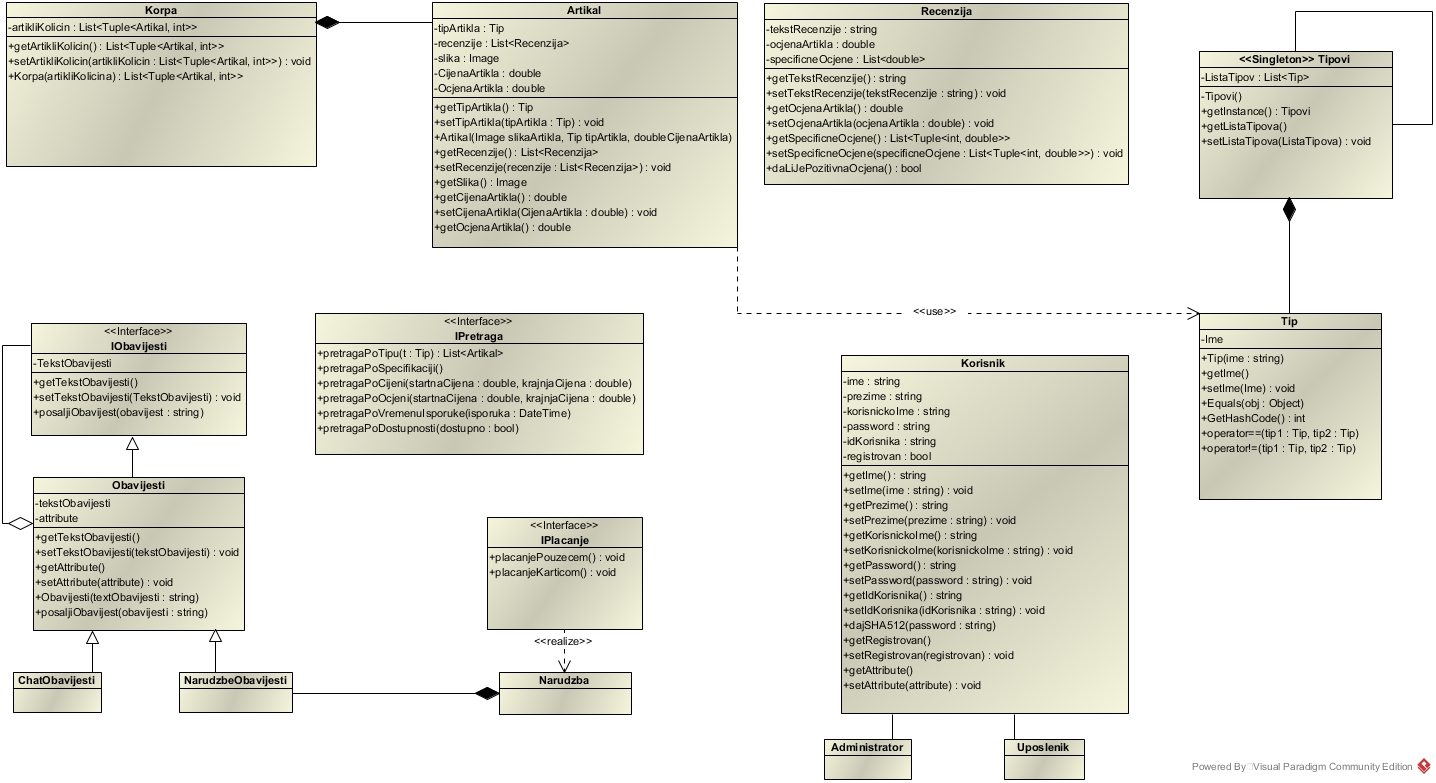 Korpa
-artikliKolicin : List<Tuple<Artikal, int>>
+getArtikliKolicin() : List<Tuple<Artikal, int>>
+setArtikliKolicin(artikliKolicin : List<Tuple<Artikal, int>>) : void
+Korpa(artikliKolicina) : List<Tuple<Artikal, int>>
Artikal
-tipArtikla : Tip
-recenzije : List<Recenzija>
-slika : Image
-CijenaArtikla : double
-OcjenaArtikla : double
+getTipArtikla() : Tip
+setTipArtikla(tipArtikla : Tip) : void
+Artikal(Image slikaArtikla, Tip tipArtikla, doubleCijenaArtikla)
+getRecenzije() : List<Recenzija>
+setRecenzije(recenzije : List<Recenzija>) : void
+getSlika() : Image
+getCijenaArtikla() : double
+setCijenaArtikla(CijenaArtikla : double) : void
+getOcjenaArtikla() : double
Recenzija
-tekstRecenzije : string
-ocjenaArtikla : double
-specificneOcjene : List<double>
+getTekstRecenzije() : string
+setTekstRecenzije(tekstRecenzije : string) : void
+getOcjenaArtikla() : double
+setOcjenaArtikla(ocjenaArtikla : double) : void
+getSpecificneOcjene() : List<Tuple<int, double>>
+setSpecificneOcjene(specificneOcjene : List<Tuple<int, double>>) : void
+daLiJePozitivnaOcjena() : bool
<<Singleton>> Tipovi
-ListaTipov : List<Tip>
-Tipovi()
+getInstance() : Tipovi
+getListaTipova()
+setListaTipova(ListaTipova) : void
<<use>>
<<Interface>>
IObavijesti
-TekstObavijesti
+getTekstObavijesti()
+setTekstObavijesti(TekstObavijesti) : void
+posaljiObavijest(obavijest : string)
<<Interface>>
IPretraga
+pretragaPoTipu(t : Tip) : List<Artikal>
+pretragaPoSpecifikaciji()
+pretragaPoCijeni(startnaCijena : double, krajnjaCijena : double)
+pretragaPoOcjeni(startnaCijena : double, krajnjaCijena : double)
+pretragaPoVremenuIsporuke(isporuka : DateTime)
+pretragaPoDostupnosti(dostupno : bool)
Tip
-Ime
+Tip(ime : string)
+getIme()
+setIme(Ime) : void
+Equals(obj : Object)
+GetHashCode() : int
+operator==(tip1 : Tip, tip2 : Tip)
+operator!=(tip1 : Tip, tip2 : Tip)
Korisnik
-ime : string
-prezime : string
-korisnickoIme : string
-password : string
-idKorisnika : string
-registrovan : bool
+getIme() : string
+setIme(ime : string) : void
+getPrezime() : string
+setPrezime(prezime : string) : void
+getKorisnickoIme() : string
+setKorisnickoIme(korisnickoIme : string) : void
+getPassword() : string
+setPassword(password : string) : void
+getIdKorisnika() : string
+setIdKorisnika(idKorisnika : string) : void
+dajSHA512(password : string)
+getRegistrovan()
+setRegistrovan(registrovan) : void
+getAttribute()
+setAttribute(attribute) : void
Obavijesti
-tekstObavijesti
-attribute
+getTekstObavijesti()
+setTekstObavijesti(tekstObavijesti) : void
+getAttribute()
+setAttribute(attribute) : void
+Obavijesti(textObavijesti : string)
+posaljiObavijest(obavijesti : string)
<<Interface>>
IPlacanje
+placanjePouzecem() : void
+placanjeKarticom() : void
<<realize>>
ChatObavijesti
NarudzbeObavijesti
Narudzba
Administrator
Uposlenik
Powered By Visual Paradigm Community Edition